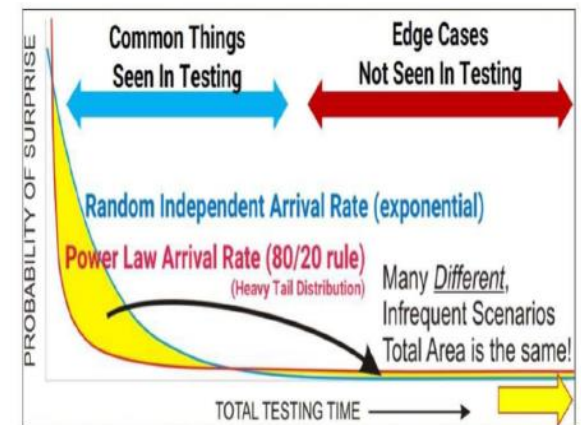 Common Things
Seen In Testing
Edge Cases
Not Seen In Testing
PROBABILITY OF SURPRISE
Random Independent Arrival Rate (exponential)
Power Law Arrival Rate (80/20 rule)
(Heavy Tail Distribution)
Many Different,
Infrequent Scenarios
Total Area is the same!
TOTAL TESTING TIME